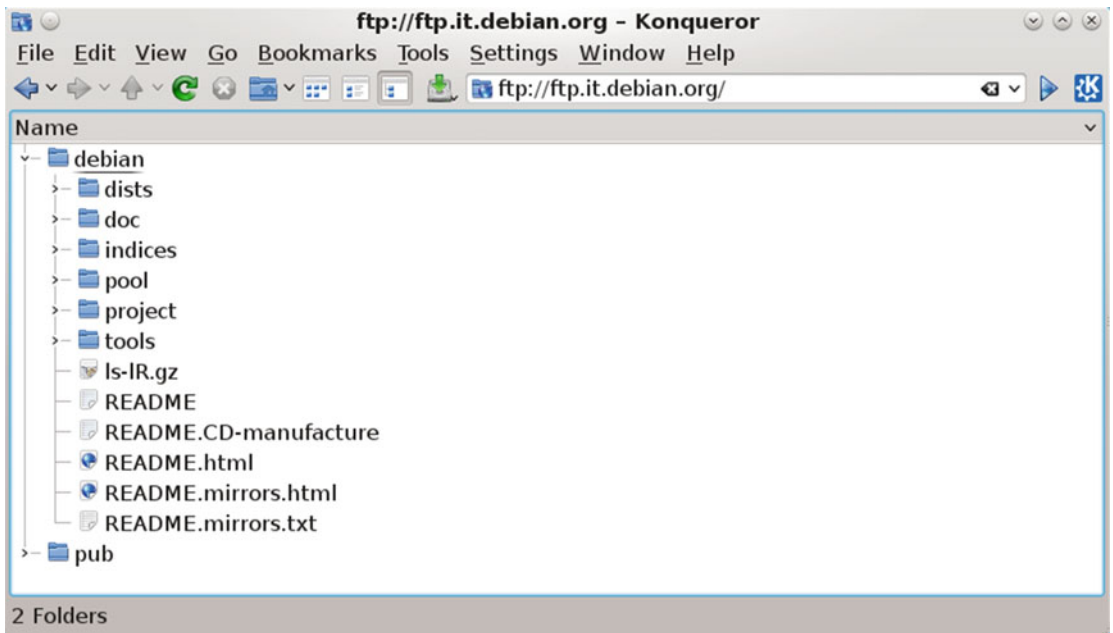 ftp://ftp.it.debian.org – Konqueror
File Edit View Go Bookmarks Tools Settings Window Help
ftp://ftp.it.debian.org/
Name
debian
dists
doc
indices
pool
project
tools
ls-lR.gz
README
README.CD-manufacture
README.html
README.mirrors.html
README.mirrors.txt
pub
2 Folders